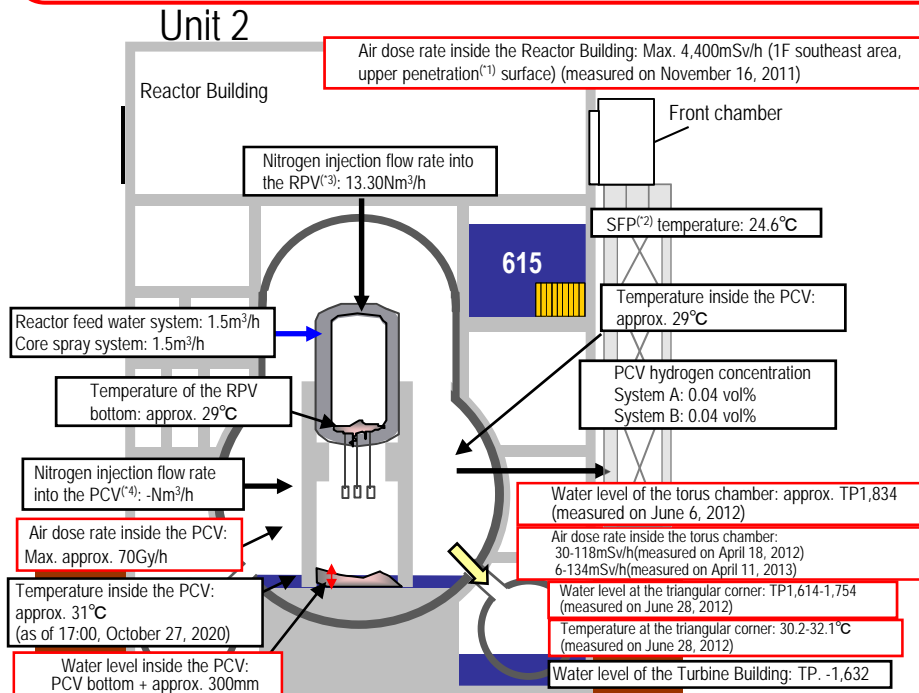 Unit 2
Air dose rate inside the Reactor Building: Max. 4,400mSv/h (1F southeast area,
upper penetration(*1) surface) (measured on November 16, 2011)
Reactor Building
Front chamber
Nitrogen injection flow rate into
the RPV(*3): 13.30Nm3/h
SFP(*2) temperature: 24.6℃
615
Temperature inside the PCV:
approx. 29℃
Reactor feed water system: 1.5m3/h
Core spray system: 1.5m3/h
PCV hydrogen concentration
System A: 0.04 vol%
System B: 0.04 vol%
Temperature of the RPV
bottom: approx. 29℃
Nitrogen injection flow rate
into the PCV(*4): -Nm3/h
Water level of the torus chamber: approx. TP1,834
(measured on June 6, 2012)
Air dose rate inside the PCV:
Max. approx. 70Gy/h
Air dose rate inside the torus chamber:
30-118mSv/h(measured on April 18, 2012)
6-134mSv/h(measured on April 11, 2013)
Temperature inside the PCV:
approx. 31℃
(as of 17:00, October 27, 2020)
Water level at the triangular corner: TP1,614-1,754
(measured on June 28, 2012)
Temperature at the triangular corner: 30.2-32.1℃
(measured on June 28, 2012)
Water level inside the PCV:
PCV bottom + approx. 300mm
Water level of the Turbine Building: TP. -1,632